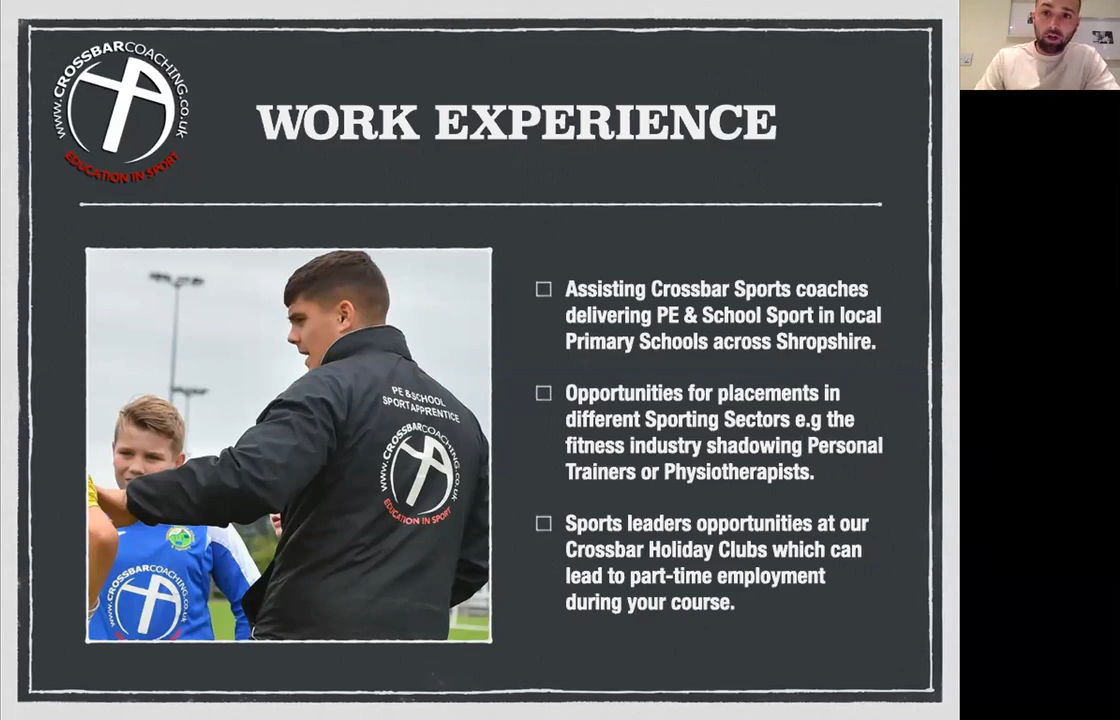 www.CROSSBARCOACHING.co.uk
EDUCATION IN SPORT
WORK EXPERIENCE
PE & SCHOOL
SPORT APPRENTICE
www.CROSSBARCOACHING.co.uk
EDUCATION IN SPORT
www.CROSSBARCOACHING.co.uk
Assisting Crossbar Sports coaches
delivering PE & School Sport in local
Primary Schools across Shropshire.
Opportunities for placements in
different Sporting Sectors e.g the
fitness industry shadowing Personal
Trainers or Physiotherapists.
Sports leaders opportunities at our
Crossbar Holiday Clubs which can
lead to part-time employment
during your course.